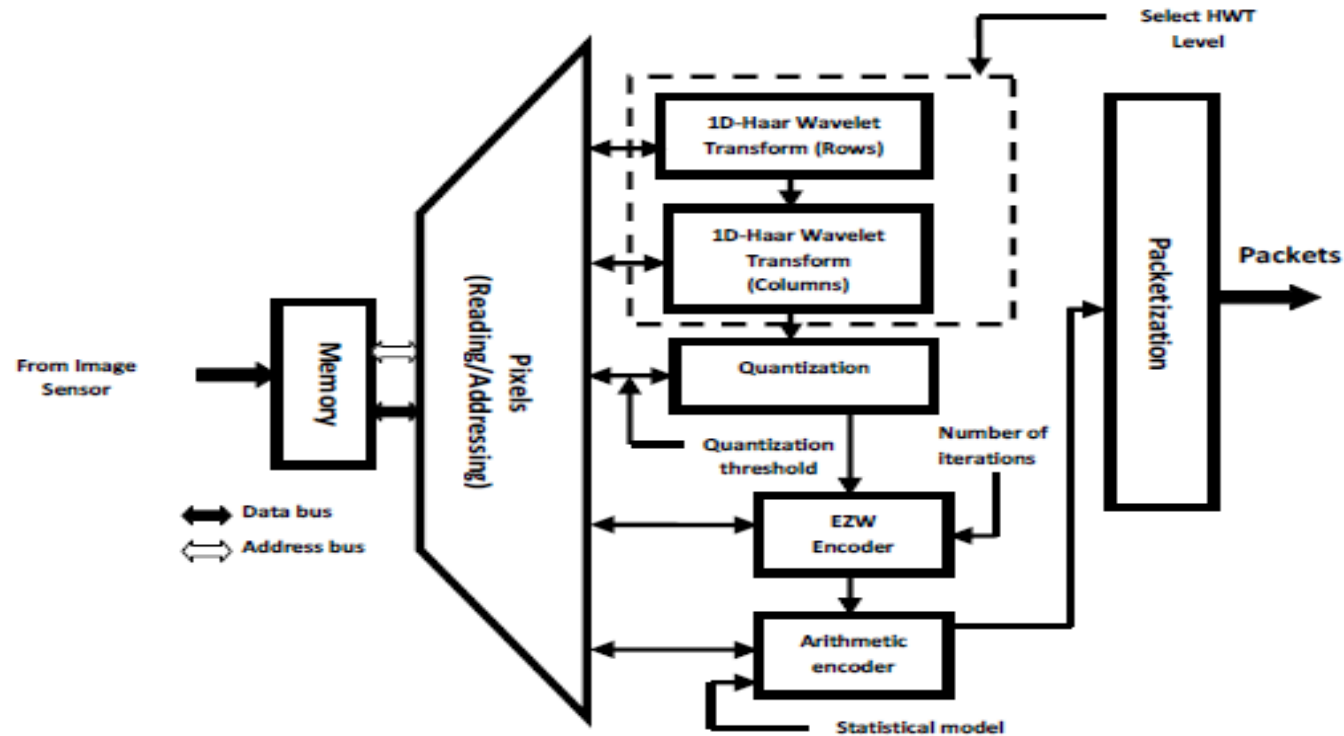 Select HWT
Level
1D-Haar Wavelet
Transform (Rows)
1D-Haar Wavelet
Transform
(Columns)
Packetization
Packets
Pixels
(Reading/Addressing)
Memory
From Image
Sensor
Quantization
Quantization
threshold
Number of
iterations
Data bus
Address bus
EZW
Encoder
Arithmetic
encoder
Statistical model